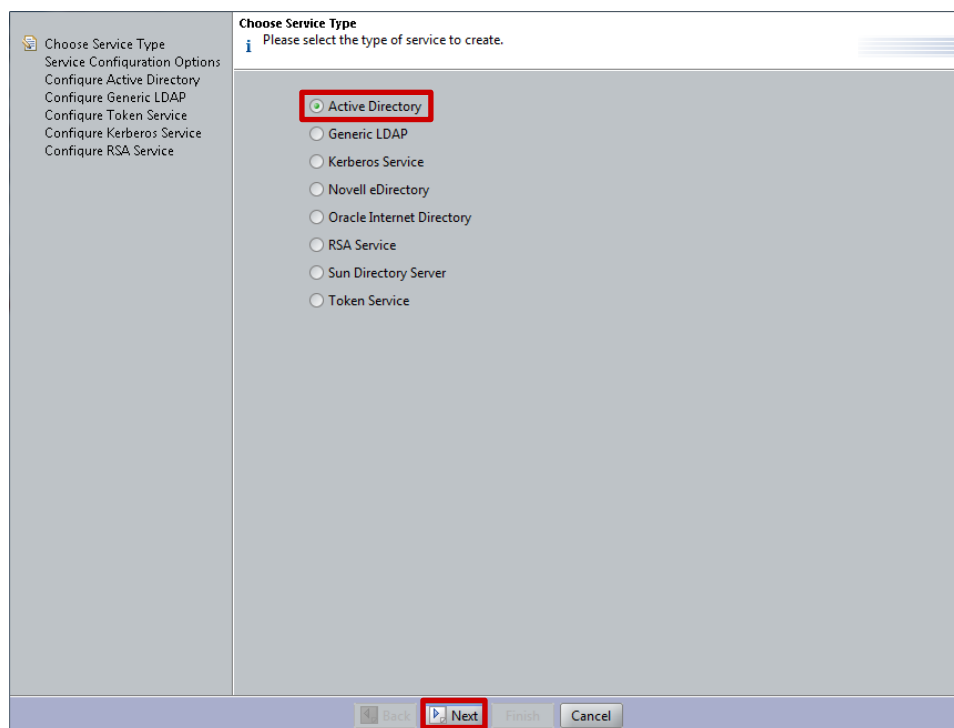 Choose Service Type
Please select the type of service to create.
Choose Service Type
Service Configuration Options
Configure Active Directory
Configure Generic LDAP
Configure Token Service
Configure Kerberos Service
Configure RSA Service
Active Directory
Generic LDAP
Kerberos Service
Novell eDirectory
Oracle Internet Directory
RSA Service
Sun Directory Server
Token Service
Back Next Finish Cancel